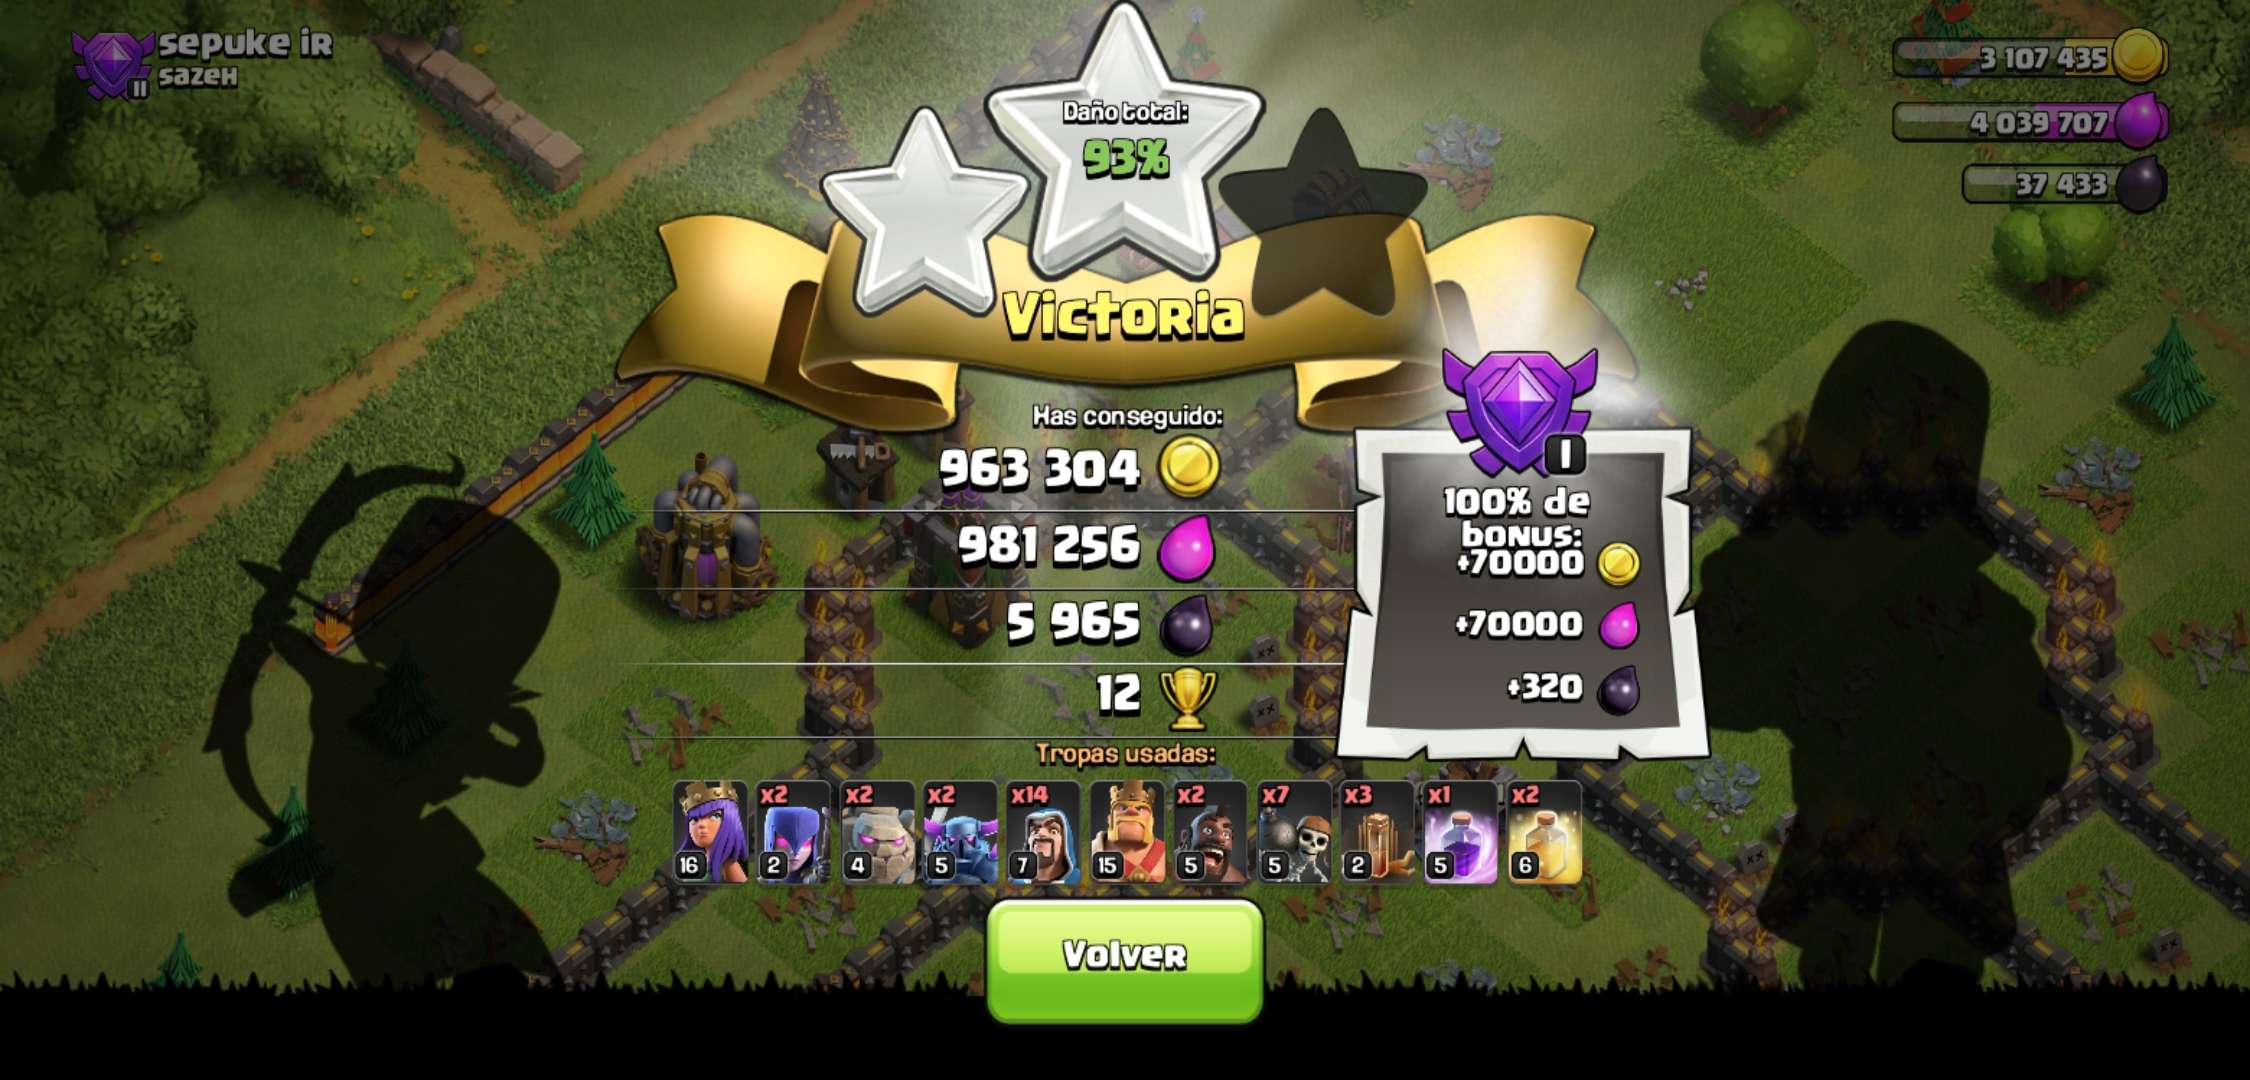 sepuke iR
sazeh
II
3 107 435
4 039 707
37 433
Daño total:
93%
Victoria
Has conseguido:
963 304
981 256
5 965
12
I
100% de
bonus:
+70000
+70000
+320
Tropas usadas:
x2 x2 x2 x14 x2 x7 x3 x1 x2
16 2 4 5 7 15 5 5 2 5 6
Volver